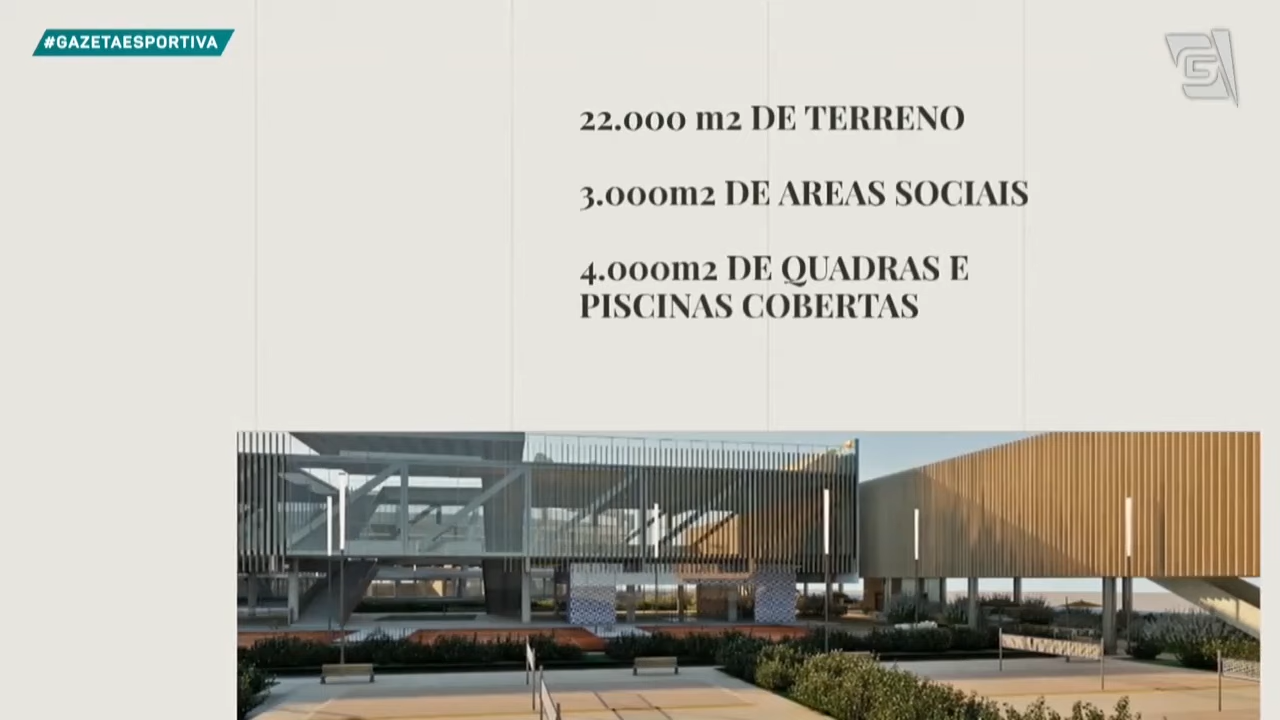 #GAZETAESPORTIVA
22.000 m2 DE TERRENO
3.000m2 DE AREAS SOCIAIS
4.000m2 DE QUADRAS E
PISCINAS COBERTAS